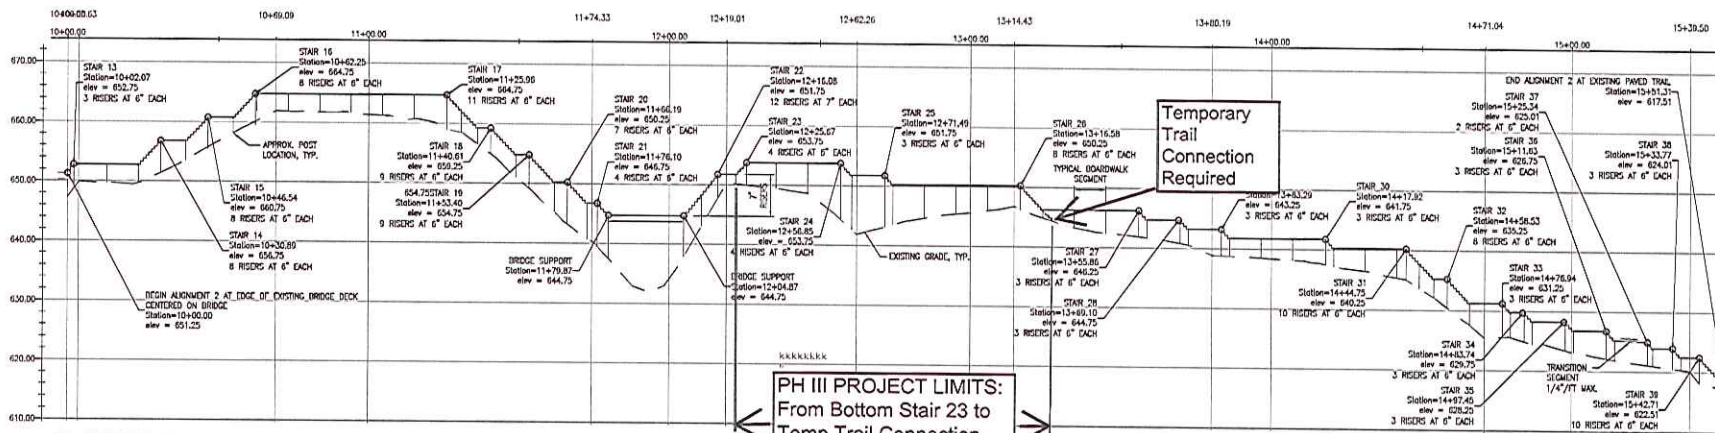 10+00.63 10+69.09 11+74.33 12+19.01 12+62.26 13+14.43 13+80.19 14+71.04 15+39.50
10+00.00 11+00.00 12+00.00 13+00.00 14+00.00 15+00.00
670.00
660.00
650.00
640.00
630.00
620.00
610.00
STAIR 13
Station=10+02.07
elev = 652.75
3 RISERS AT 6" EACH
STAIR 16
Station=10+62.25
elev = 664.75
8 RISERS AT 6" EACH
STAIR 17
Station=11+25.96
elev = 664.75
11 RISERS AT 6" EACH
APPROX. POST
LOCATION, TYP.
STAIR 15
Station=10+46.54
elev = 660.75
8 RISERS AT 6" EACH
STAIR 14
Station=10+30.89
elev = 656.75
8 RISERS AT 6" EACH
BEGIN ALIGNMENT 2 AT EDGE OF EXISTING BRIDGE DECK
CENTERED ON BRIDGE
Station=10+00.00
elev = 651.25
STAIR 18
Station=11+40.61
elev = 659.25
9 RISERS AT 6" EACH
654.75STAIR 19
Station=11+53.40
elev = 654.75
9 RISERS AT 6" EACH
STAIR 20
Station=11+66.19
elev = 650.25
7 RISERS AT 6" EACH
STAIR 21
Station=11+76.10
elev = 646.75
4 RISERS AT 6" EACH
BRIDGE SUPPORT
Station=11+79.87
elev = 644.75
STAIR 22
Station=12+16.08
elev = 651.75
12 RISERS AT 7" EACH
STAIR 23
Station=12+25.67
elev = 653.75
4 RISERS AT 6" EACH
7"
RISERS
STAIR 24
Station=12+56.85
elev = 653.75
4 RISERS AT 6" EACH
BRIDGE SUPPORT
Station=12+04.87
elev = 644.75
STAIR 25
Station=12+71.49
elev = 651.75
3 RISERS AT 6" EACH
EXISTING GRADE, TYP.
STAIR 26
Station=13+16.58
elev = 650.25
8 RISERS AT 6" EACH
TYPICAL BOARDWALK
SEGMENT
Temporary
Trail
Connection
Required
STAIR 27
Station=13+55.86
elev = 646.25
3 RISERS AT 6" EACH
STAIR 28
Station=13+69.10
elev = 644.75
3 RISERS AT 6" EACH
13+83.29
elev = 643.25
3 RISERS AT 6" EACH
STAIR 30
Station=14+17.92
elev = 641.75
3 RISERS AT 6" EACH
STAIR 31
Station=14+44.75
elev = 640.25
10 RISERS AT 6" EACH
STAIR 32
Station=14+58.53
elev = 635.25
8 RISERS AT 6" EACH
STAIR 33
Station=14+76.94
elev = 631.25
3 RISERS AT 6" EACH
STAIR 34
Station=14+83.74
elev = 629.75
3 RISERS AT 6" EACH
STAIR 35
Station=14+97.45
elev = 628.25
3 RISERS AT 6" EACH
END ALIGNMENT 2 AT EXISTING PAVED TRAIL
Station=15+51.31
elev = 617.51
STAIR 37
Station=15+25.34
elev = 625.01
2 RISERS AT 6" EACH
STAIR 36
Station=15+11.63
elev = 626.75
3 RISERS AT 6" EACH
STAIR 38
Station=15+33.77
elev = 624.01
3 RISERS AT 6" EACH
TRANSITION
SEGMENT
1/4"/FT MAX.
STAIR 39
Station=15+42.71
elev = 622.51
10 RISERS AT 6" EACH
kkkkkkkk
PH III PROJECT LIMITS:
From Bottom Stair 23 to
Temp Trail Connection